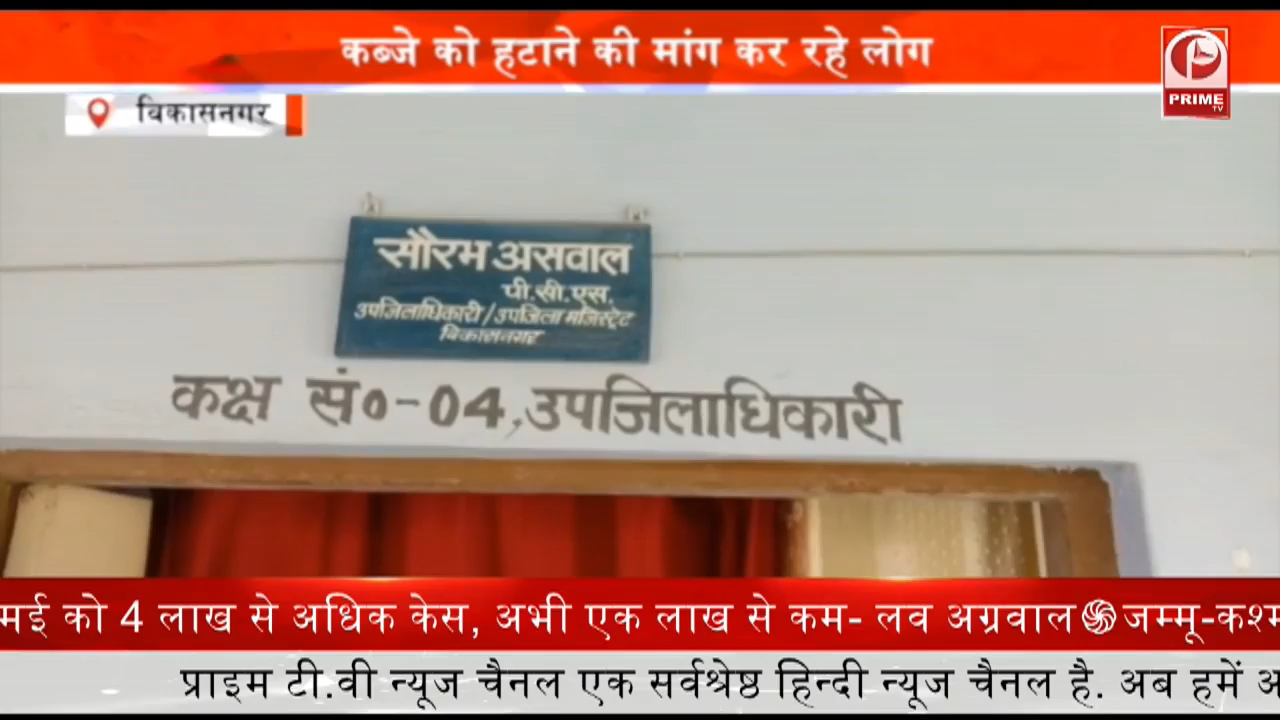 कब्जे को हटाने की मांग कर रहे लोग
PRIME
TV
विकासनगर
सौरभ असवाल
पी.सी.एस.
उपजिलाधिकारी/उपजिला मजिस्ट्रेट
विकासनगर
कक्ष सं०-04,उपजिलाधिकारी
मई को 4 लाख से अधिक केस, अभी एक लाख से कम- लव अग्रवाल जम्मू-कश्म
प्राइम टी.वी न्यूज चैनल एक सर्वश्रेष्ठ हिन्दी न्यूज चैनल है. अब हमें अ